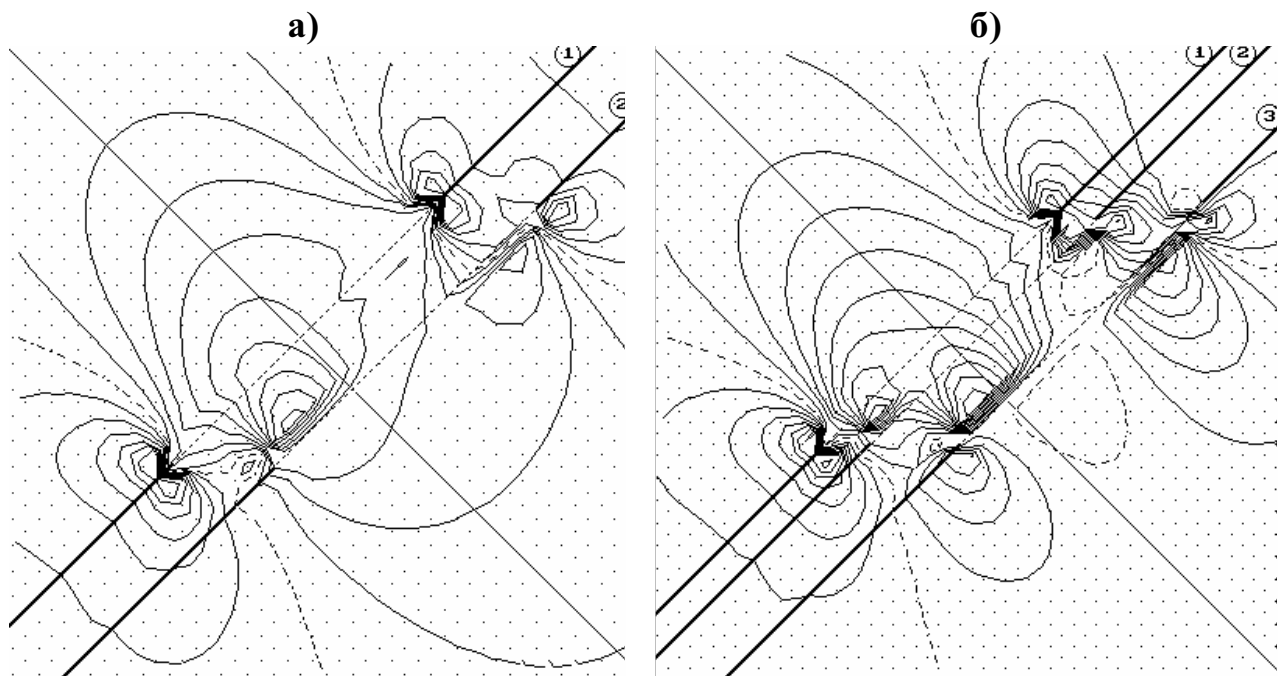 а) б)
① ② ① ② ③